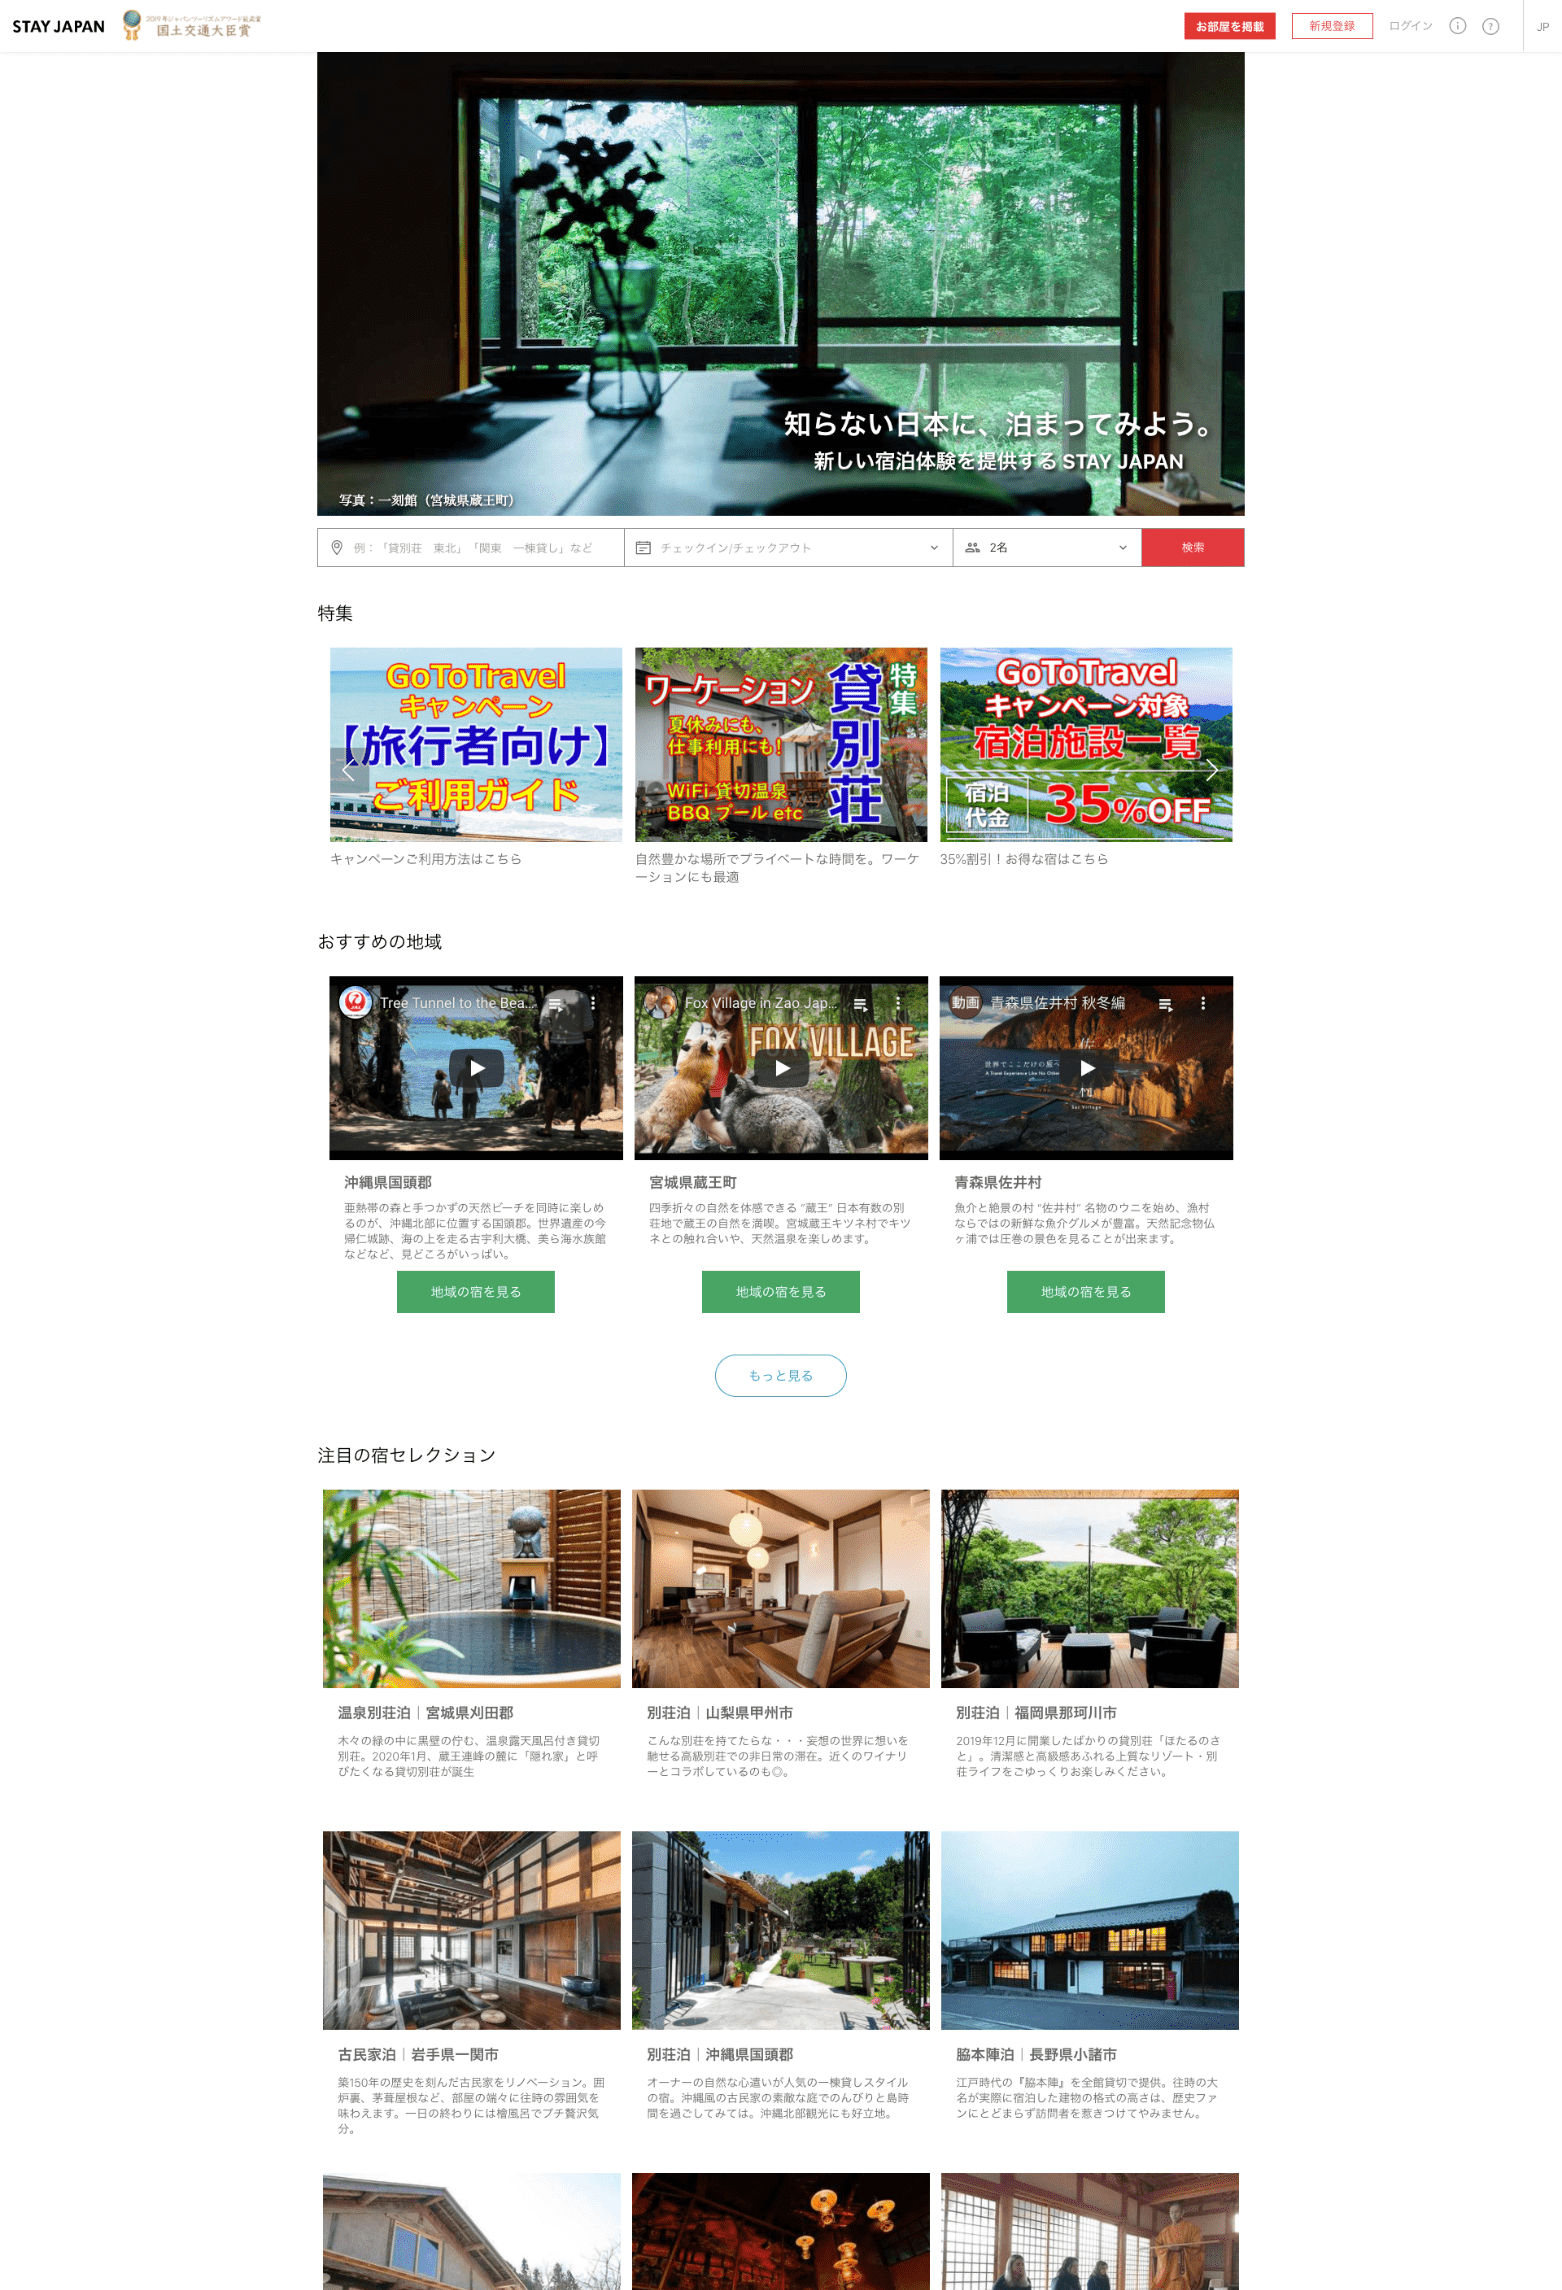 STAY JAPAN
2019年ジャパンツーリズムアワード最高賞
国土交通大臣賞
お部屋を掲載
新規登録
ログイン
JP
知らない日本に、泊まってみよう。
新しい宿泊体験を提供する STAY JAPAN
写真：一刻館（宮城県蔵王町）
例：「貸別荘　東北」「関東　一棟貸し」など
チェックイン/チェックアウト
2名
検索
特集
GoToTravel
キャンペーン
【旅行者向け】
ご利用ガイド
ワーケーション
夏休みにも、
仕事利用にも！
WiFi 貸切温泉
BBQ プール etc
貸別荘
特集
GoToTravel
キャンペーン対象
宿泊施設一覧
宿泊
代金
35%OFF
キャンペーンご利用方法はこちら
自然豊かな場所でプライベートな時間を。ワーケ
ーションにも最適
35%割引！お得な宿はこちら
おすすめの地域
Tree Tunnel to the Bea...
Fox Village in Zao Jap...
FOX VILLAGE
動画
青森県佐井村 秋冬編
世界でここだけの旅へ
A Travel Experience Like No Other
Sai Village
沖縄県国頭郡
亜熱帯の森と手つかずの天然ビーチを同時に楽しめ
るのが、沖縄北部に位置する国頭郡。世界遺産の今
帰仁城跡、海の上を走る古宇利大橋、美ら海水族館
などなど、見どころがいっぱい。
宮城県蔵王町
四季折々の自然を体感できる “蔵王” 日本有数の別
荘地で蔵王の自然を満喫。宮城蔵王キツネ村でキツ
ネとの触れ合いや、天然温泉を楽しめます。
青森県佐井村
魚介と絶景の村 “佐井村” 名物のウニを始め、漁村
ならではの新鮮な魚介グルメが豊富。天然記念物仏
ヶ浦では圧巻の景色を見ることが出来ます。
地域の宿を見る
地域の宿を見る
地域の宿を見る
もっと見る
注目の宿セレクション
温泉別荘泊｜宮城県刈田郡
木々の緑の中に黒壁の佇む、温泉露天風呂付き貸切
別荘。2020年1月、蔵王連峰の麓に「隠れ家」と呼
びたくなる貸切別荘が誕生
別荘泊｜山梨県甲州市
こんな別荘を持てたらな・・・妄想の世界に想いを
馳せる高級別荘での非日常の滞在。近くのワイナリ
ーとコラボしているのも◎。
別荘泊｜福岡県那珂川市
2019年12月に開業したばかりの貸別荘「ほたるのさ
と」。清潔感と高級感あふれる上質なリゾート・別
荘ライフをごゆっくりお楽しみください。
古民家泊｜岩手県一関市
築150年の歴史を刻んだ古民家をリノベーション。囲
炉裏、茅葺屋根など、部屋の端々に往時の雰囲気を
味わえます。一日の終わりには檜風呂でプチ贅沢気
分。
別荘泊｜沖縄県国頭郡
オーナーの自然な心遣いが人気の一棟貸しスタイル
の宿。沖縄風の古民家の素敵な庭でのんびりと島時
間を過ごしてみては。沖縄北部観光にも好立地。
脇本陣泊｜長野県小諸市
江戸時代の『脇本陣』を全館貸切で提供。往時の大
名が実際に宿泊した建物の格式の高さは、歴史ファ
ンにとどまらず訪問者を惹きつけてやみません。